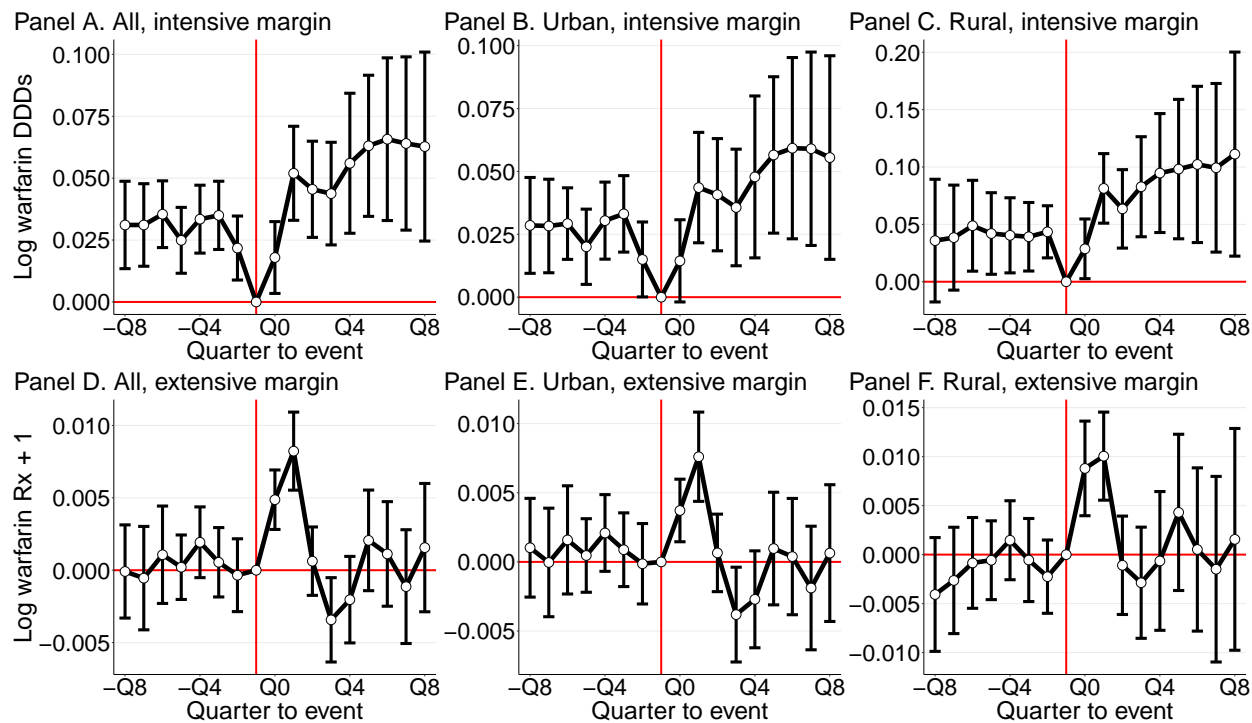 Panel A. All, intensive margin
Log warfarin DDDs
0.100
0.075
0.050
0.025
0.000
−Q8
−Q4
Q0
Q4
Q8
Quarter to event
Panel B. Urban, intensive margin
0.100
0.075
0.050
0.025
0.000
−Q8
−Q4
Q0
Q4
Q8
Quarter to event
Panel C. Rural, intensive margin
0.20
0.15
0.10
0.05
0.00
−Q8
−Q4
Q0
Q4
Q8
Quarter to event
Panel D. All, extensive margin
Log warfarin Rx + 1
0.010
0.005
0.000
−0.005
−Q8
−Q4
Q0
Q4
Q8
Quarter to event
Panel E. Urban, extensive margin
0.010
0.005
0.000
−0.005
−Q8
−Q4
Q0
Q4
Q8
Quarter to event
Panel F. Rural, extensive margin
0.015
0.010
0.005
0.000
−0.005
−0.010
−Q8
−Q4
Q0
Q4
Q8
Quarter to event